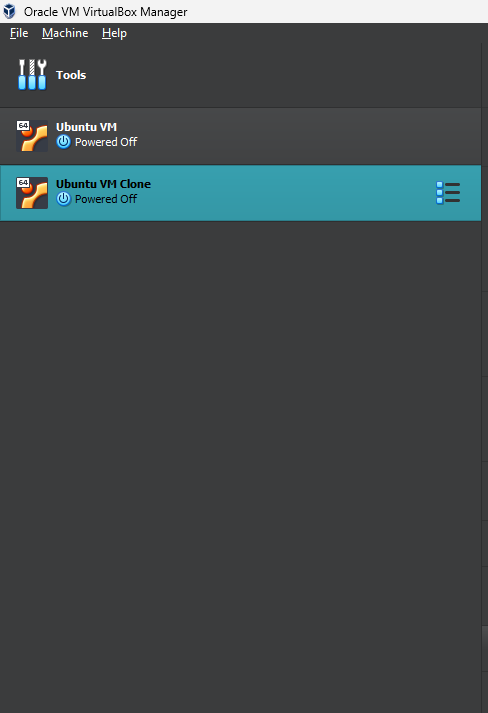 Oracle VM VirtualBox Manager
File Machine Help
Tools
64
Ubuntu VM
Powered Off
64
Ubuntu VM Clone
Powered Off